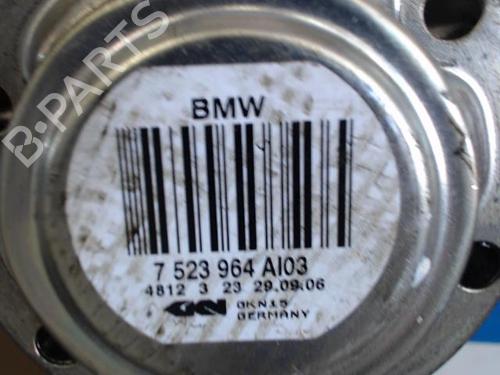 BMW
7 523 964 AI03
4812 3 23 29.09.06
GKN GKN15
GERMANY
B-PARTS